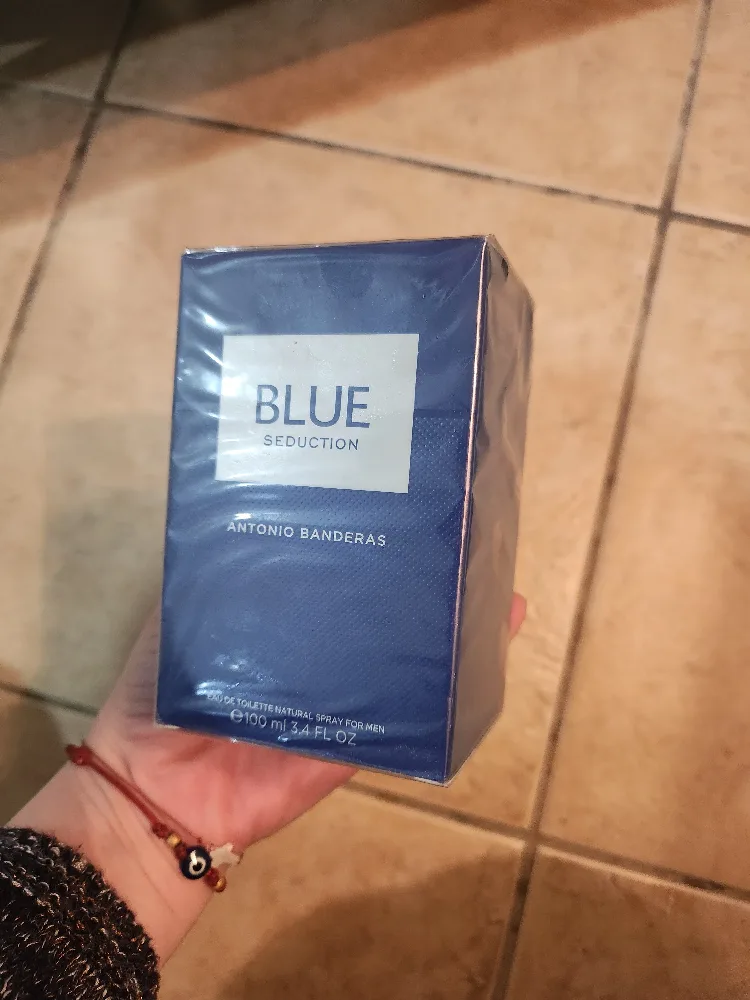 BLUE
SEDUCTION
ANTONIO BANDERAS
EAU DE TOILETTE NATURAL SPRAY FOR MEN
℮100 ml 3.4 FL OZ